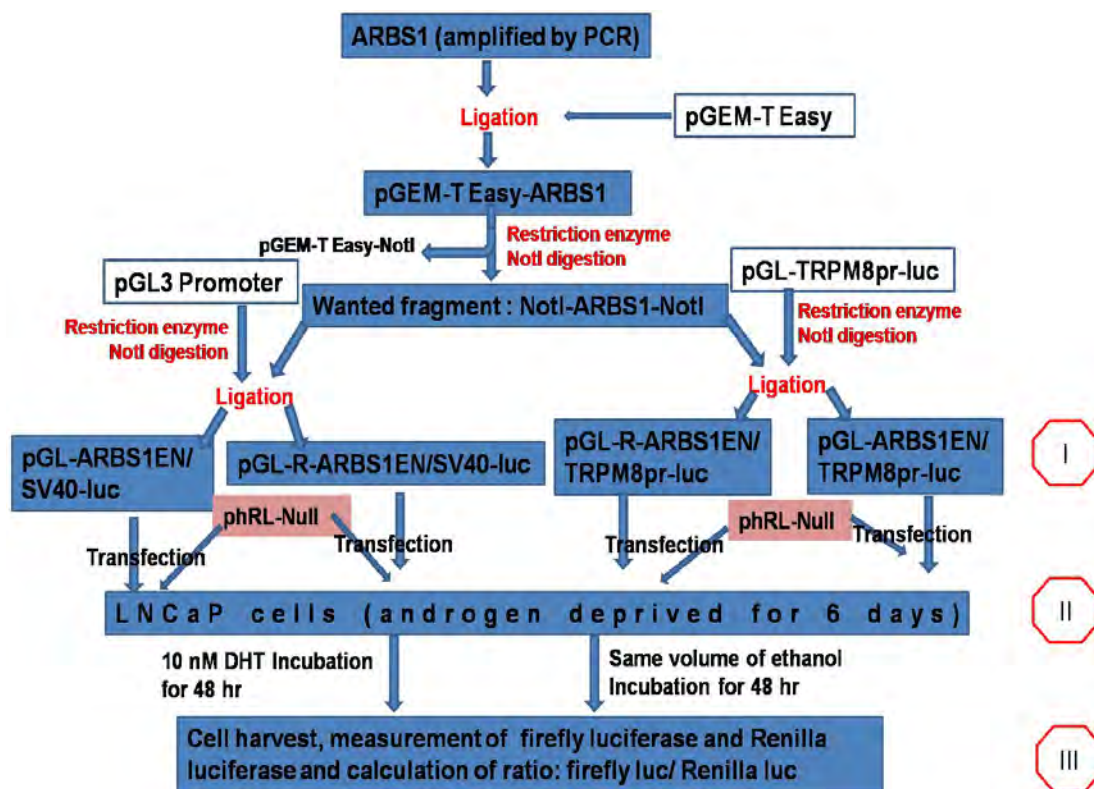 ARBS1 (amplified by PCR)
Ligation
pGEM-T Easy
pGEM-T Easy-ARBS1
pGEM-T Easy-NotI
Restriction enzyme
NotI digestion
pGL3 Promoter
pGL-TRPM8pr-luc
Wanted fragment : NotI-ARBS1-NotI
Restriction enzyme
NotI digestion
Restriction enzyme
NotI digestion
Ligation
Ligation
pGL-ARBS1EN/
SV40-luc
pGL-R-ARBS1EN/SV40-luc
pGL-R-ARBS1EN/
TRPM8pr-luc
pGL-ARBS1EN/
TRPM8pr-luc
I
phRL-Null
phRL-Null
Transfection
Transfection
Transfection
Transfection
LNCaP cells (androgen deprived for 6 days)
II
10 nM DHT Incubation
for 48 hr
Same volume of ethanol
Incubation for 48 hr
Cell harvest, measurement of firefly luciferase and Renilla
luciferase and calculation of ratio: firefly luc/ Renilla luc
III